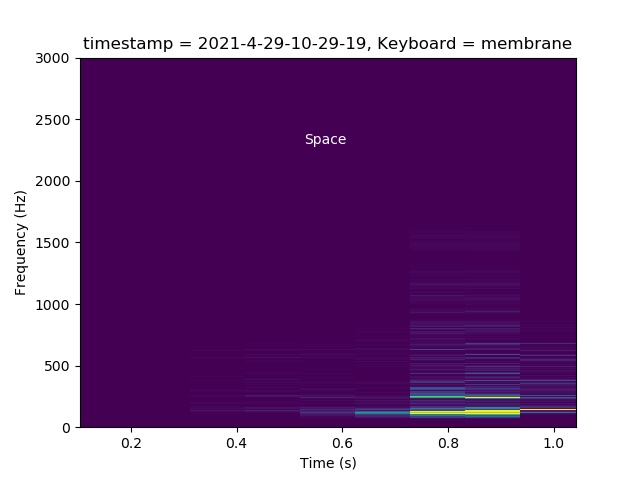 timestamp = 2021-4-29-10-29-19, Keyboard = membrane
3000
2500
Space
2000
Frequency (Hz)
1500
1000
500
0
0.2 0.4 0.6 0.8 1.0
Time (s)